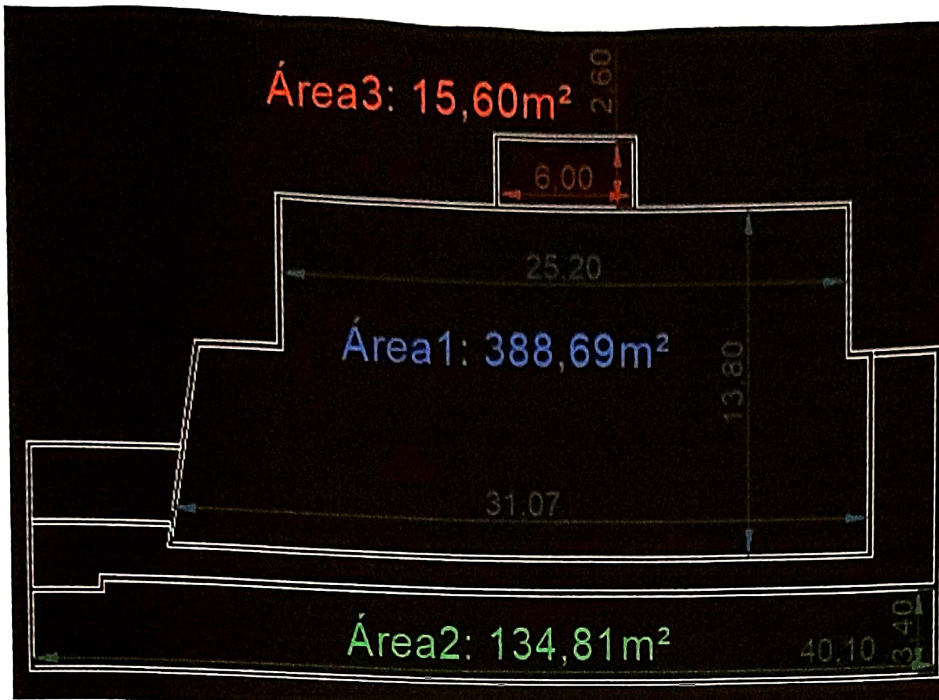 2.60
Área3: 15,60m²
6.00
25.20
Área1: 388,69m²
13.80
31.07
Área2: 134,81m²
40.10
3.40